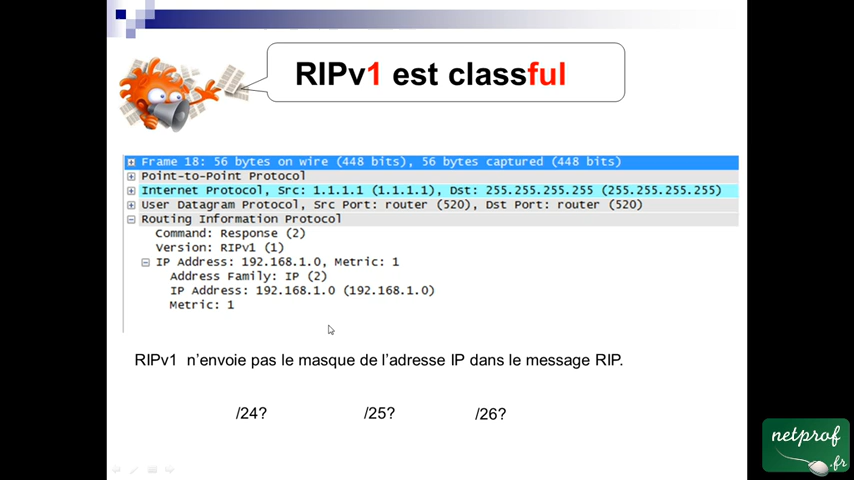 RIPv1 est classful
Frame 18: 56 bytes on wire (448 bits), 56 bytes captured (448 bits)
Point-to-Point Protocol
Internet Protocol, Src: 1.1.1.1 (1.1.1.1), Dst: 255.255.255.255 (255.255.255.255)
User Datagram Protocol, Src Port: router (520), Dst Port: router (520)
Routing Information Protocol
Command: Response (2)
Version: RIPv1 (1)
IP Address: 192.168.1.0, Metric: 1
Address Family: IP (2)
IP Address: 192.168.1.0 (192.168.1.0)
Metric: 1
RIPv1 n’envoie pas le masque de l’adresse IP dans le message RIP.
/24? /25? /26?
netprof
.fr